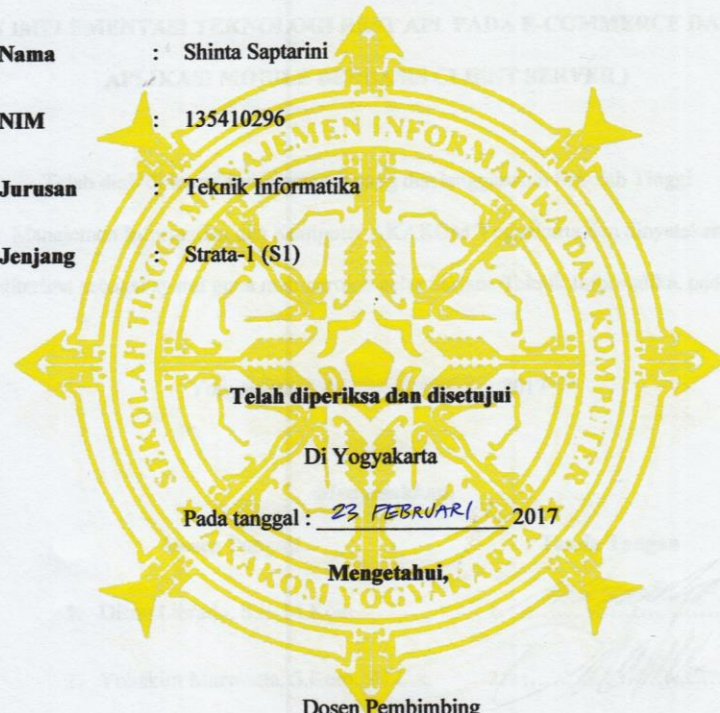 Nama : Shinta Saptarini
NIM : 135410296
Jurusan : Teknik Informatika
Jenjang : Strata-1 (S1)
SEKOLAH TINGGI MANAJEMEN INFORMATIKA DAN KOMPUTER
Telah diperiksa dan disetujui
Di Yogyakarta
Pada tanggal : 23 FEBRUARI 2017
AKAKOM YOGYAKARTA
Mengetahui,
Dosen Pembimbing